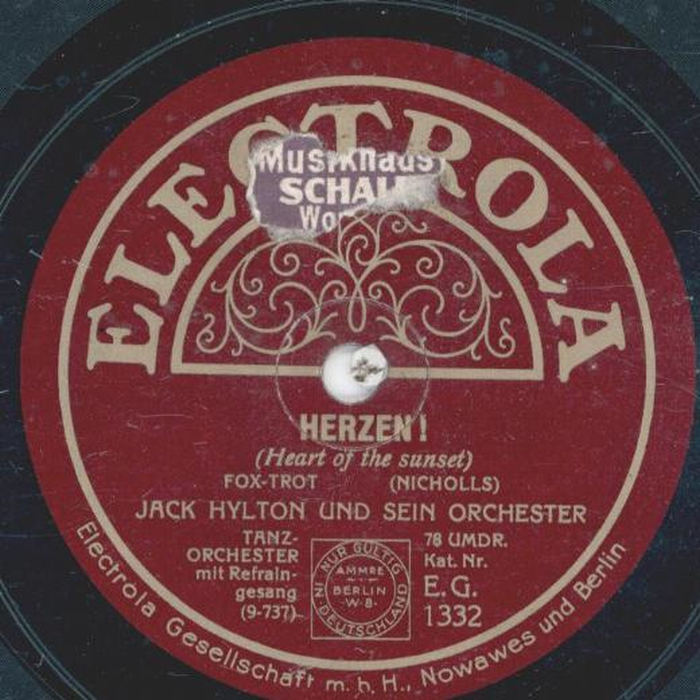 ELECTROLA
Musikhaus
SCHAL
Wor
HERZEN!
(Heart of the sunset)
FOX-TROT (NICHOLLS)
JACK HYLTON UND SEIN ORCHESTER
TANZ-
ORCHESTER
mit Refrain-
gesang
(9-737)
NUR GÜLTIG
IN DEUTSCHLAND
AMMRE
BERLIN
-W·8-
78 UMDR.
Kat. Nr.
E.G.
1332
Electrola Gesellschaft m.b.H., Nowawes und Berlin